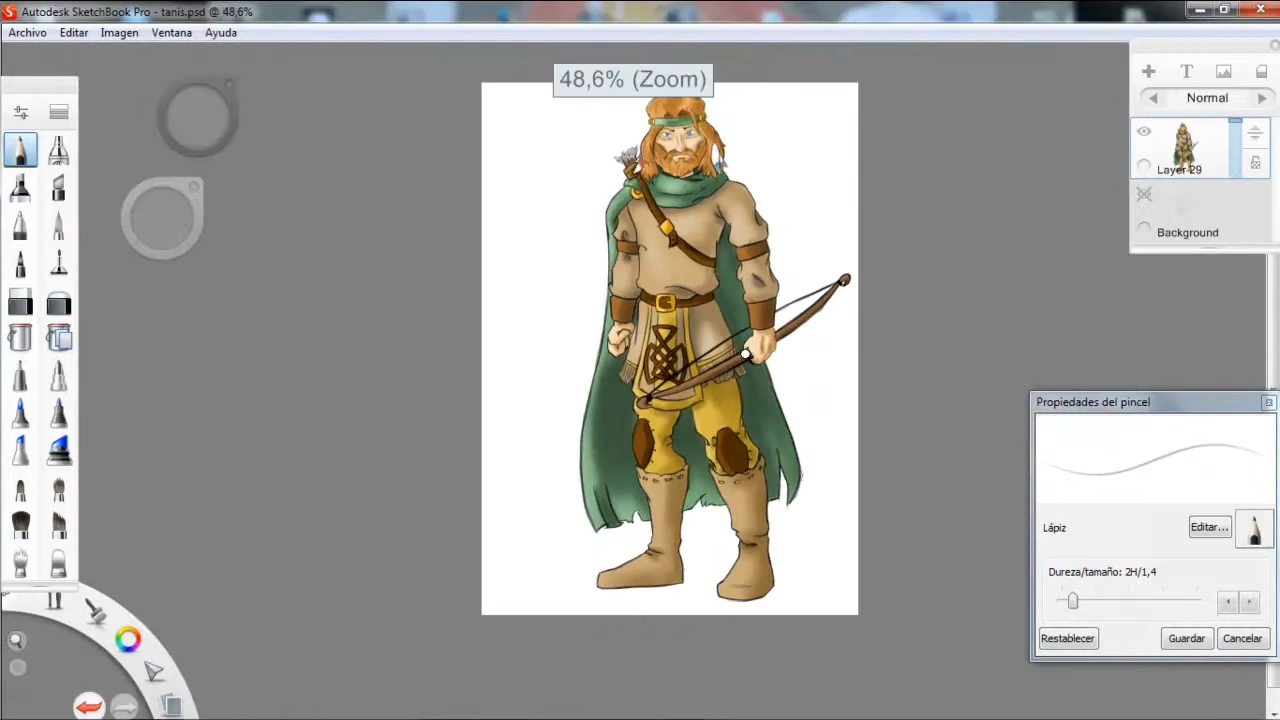 Autodesk SketchBook Pro - tanis.psd @ 48,6%
Archivo Editar Imagen Ventana Ayuda
48,6% (Zoom)
T
Normal
Layer 29
Background
Propiedades del pincel
Lápiz
Editar...
Dureza/tamaño: 2H/1,4
Restablecer
Guardar
Cancelar